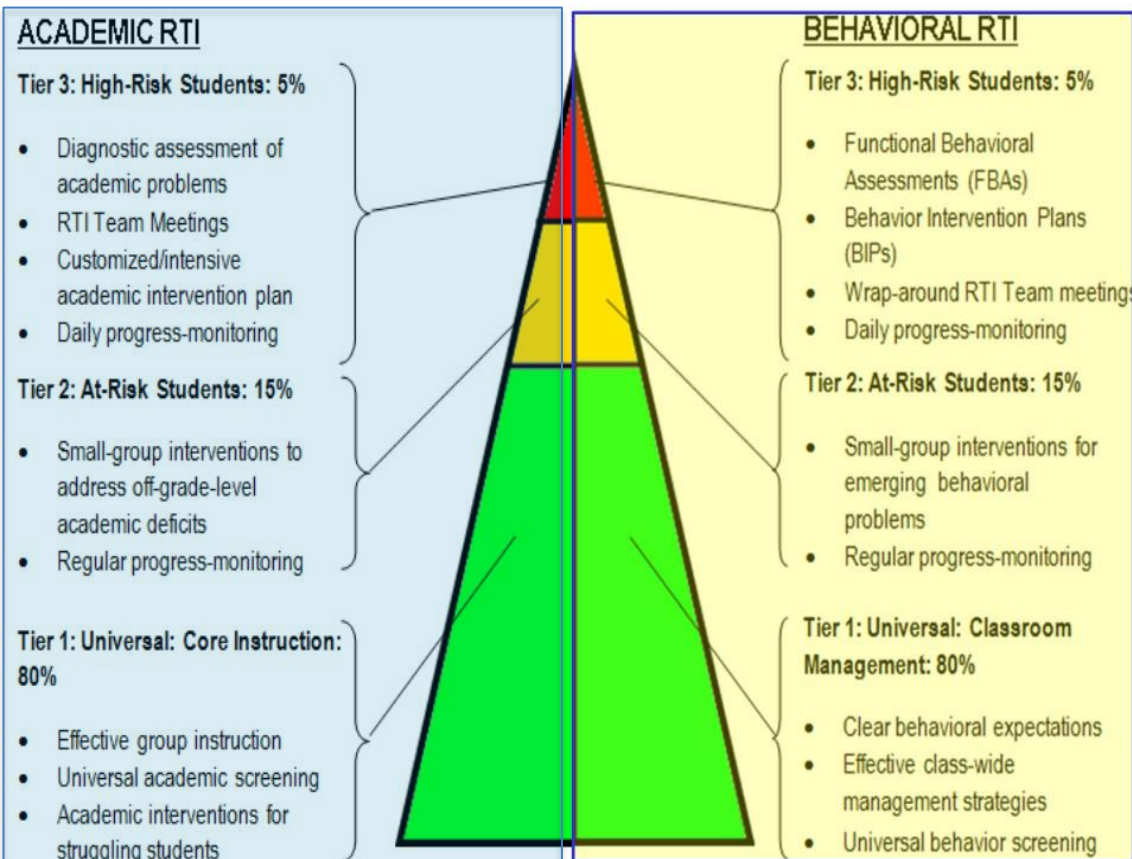 ACADEMIC RTI
Tier 3: High-Risk Students: 5%
• Diagnostic assessment of
academic problems
• RTI Team Meetings
• Customized/intensive
academic intervention plan
• Daily progress-monitoring
Tier 2: At-Risk Students: 15%
• Small-group interventions to
address off-grade-level
academic deficits
• Regular progress-monitoring
Tier 1: Universal: Core Instruction:
80%
• Effective group instruction
• Universal academic screening
• Academic interventions for
struggling students
BEHAVIORAL RTI
Tier 3: High-Risk Students: 5%
• Functional Behavioral
Assessments (FBAs)
• Behavior Intervention Plans
(BIPs)
• Wrap-around RTI Team meetings
• Daily progress-monitoring
Tier 2: At-Risk Students: 15%
• Small-group interventions for
emerging behavioral
problems
• Regular progress-monitoring
Tier 1: Universal: Classroom
Management: 80%
• Clear behavioral expectations
• Effective class-wide
management strategies
• Universal behavior screening